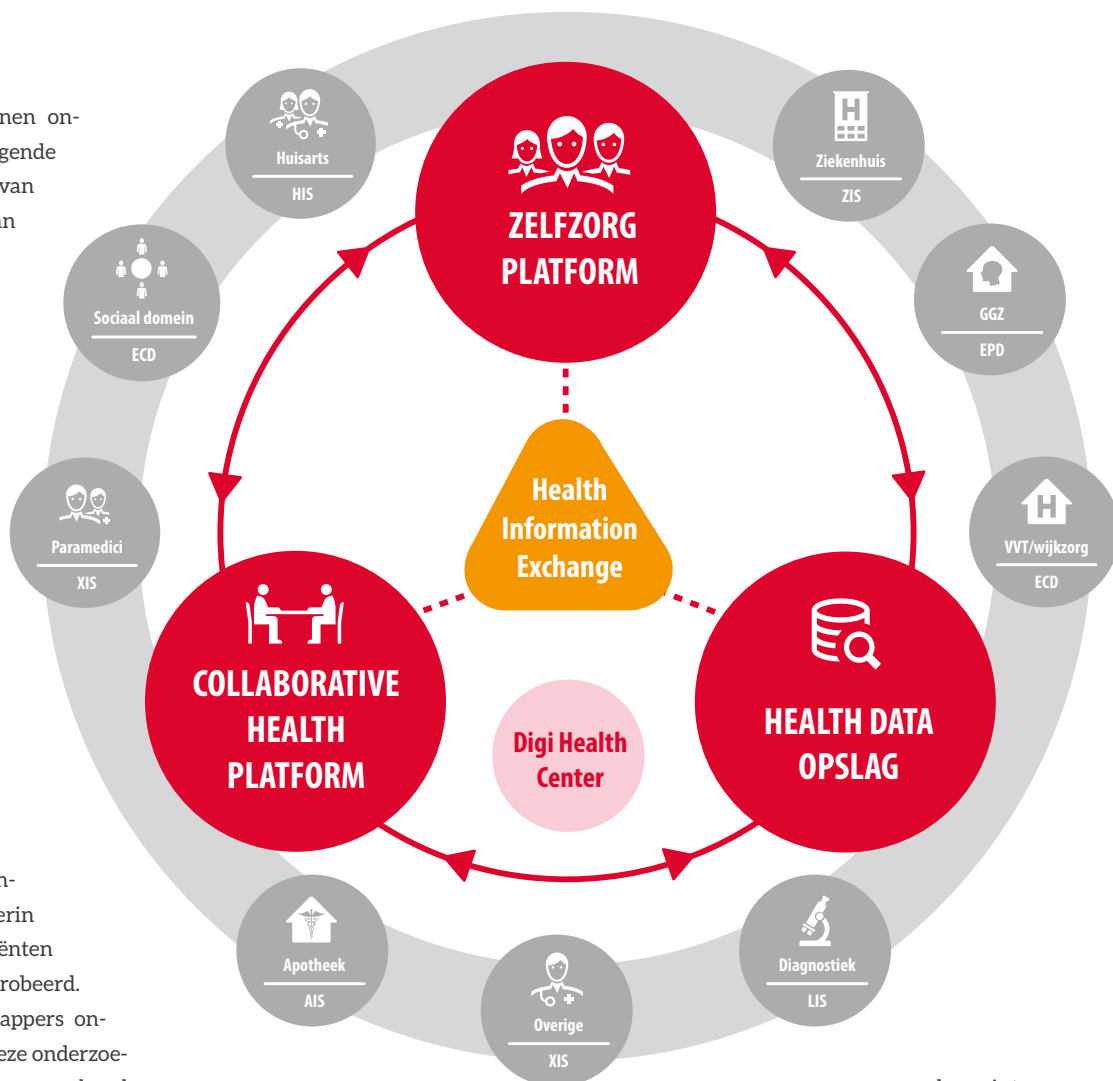 nen on-
gende
van
Huisarts
HIS
Ziekenhuis
ZIS
ZELFZORG
PLATFORM
Sociaal domein
ECD
GGZ
EPD
Health
Information
Exchange
Paramedici
XIS
VVT/wijkzorg
ECD
COLLABORATIVE
HEALTH
PLATFORM
HEALTH DATA
OPSLAG
Digi Health
Center
erin
ënten
robeerd.
appers on-
eze onderzoe-
Apotheek
AIS
Overige
XIS
Diagnostiek
LIS